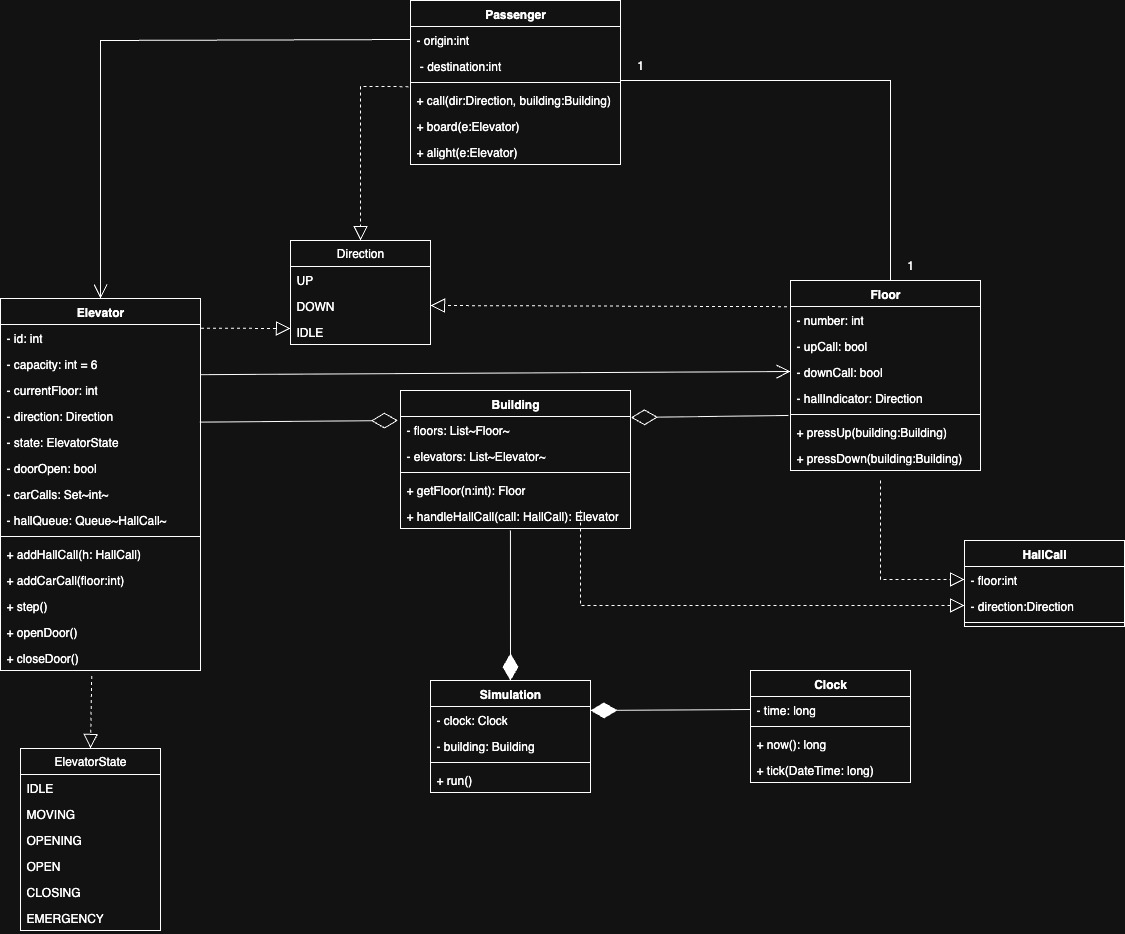 Passenger
- origin:int
- destination:int
+ call(dir:Direction, building:Building)
+ board(e:Elevator)
+ alight(e:Elevator)
1
1
Direction
UP
DOWN
IDLE
Elevator
- id: int
- capacity: int = 6
- currentFloor: int
- direction: Direction
- state: ElevatorState
- doorOpen: bool
- carCalls: Set~int~
- hallQueue: Queue~HallCall~
+ addHallCall(h: HallCall)
+ addCarCall(floor:int)
+ step()
+ openDoor()
+ closeDoor()
Floor
- number: int
- upCall: bool
- downCall: bool
- hallIndicator: Direction
+ pressUp(building:Building)
+ pressDown(building:Building)
Building
- floors: List~Floor~
- elevators: List~Elevator~
+ getFloor(n:int): Floor
+ handleHallCall(call: HallCall): Elevator
HallCall
- floor:int
- direction:Direction
Simulation
- clock: Clock
- building: Building
+ run()
Clock
- time: long
+ now(): long
+ tick(DateTime: long)
ElevatorState
IDLE
MOVING
OPENING
OPEN
CLOSING
EMERGENCY